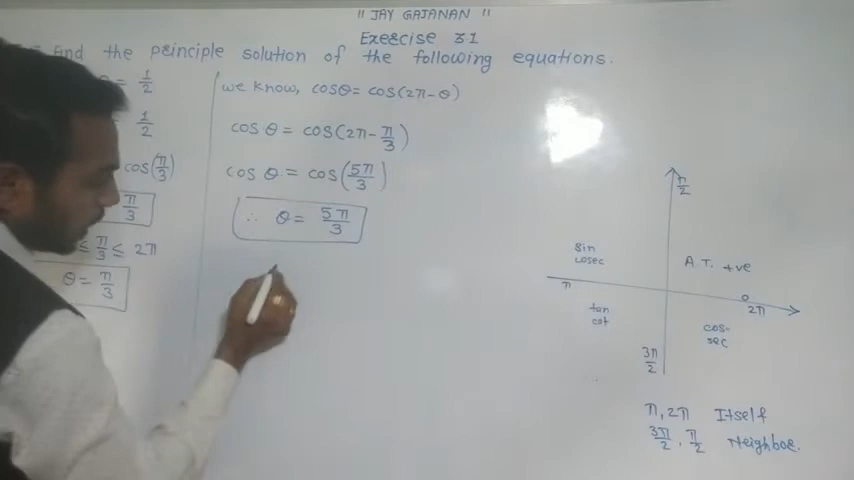 " JAY GAJANAN "
Exercise 3.1
find the principle solution of the following equations.
θ = 1/2
1/2
cos(π/3)
π/3
≤ π/3 ≤ 2π
θ = π/3
we know, cosθ = cos(2π - θ)
cos θ = cos(2π - π/3)
cos θ = cos(5π/3)
∴ θ = 5π/3
π/2
sin
cosec
A.T. +ve
π
0
2π
tan
cot
cos
sec
3π/2
π, 2π Itself
3π/2, π/2 Neighbor.